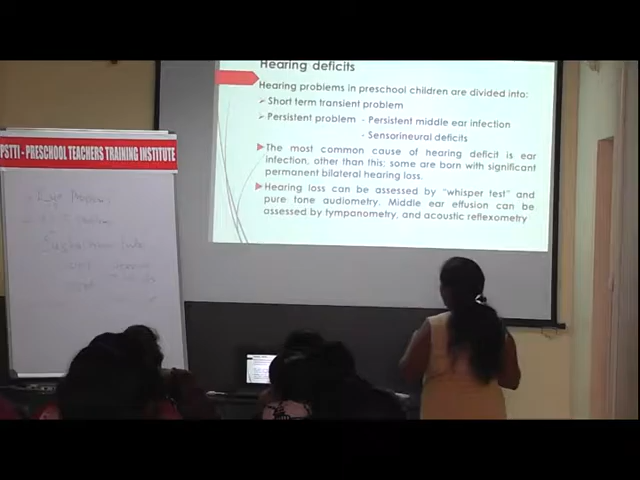 Hearing deficits
Hearing problems in preschool children are divided into:
Short term transient problem
Persistent problem - Persistent middle ear infection
- Sensorineural deficits
The most common cause of hearing deficit is ear
infection, other than this; some are born with significant
permanent bilateral hearing loss.
Hearing loss can be assessed by "whisper test" and
pure tone audiometry. Middle ear effusion can be
assessed by tympanometry, and acoustic reflexometry
PSTTI - PRESCHOOL TEACHERS TRAINING INSTITUTE